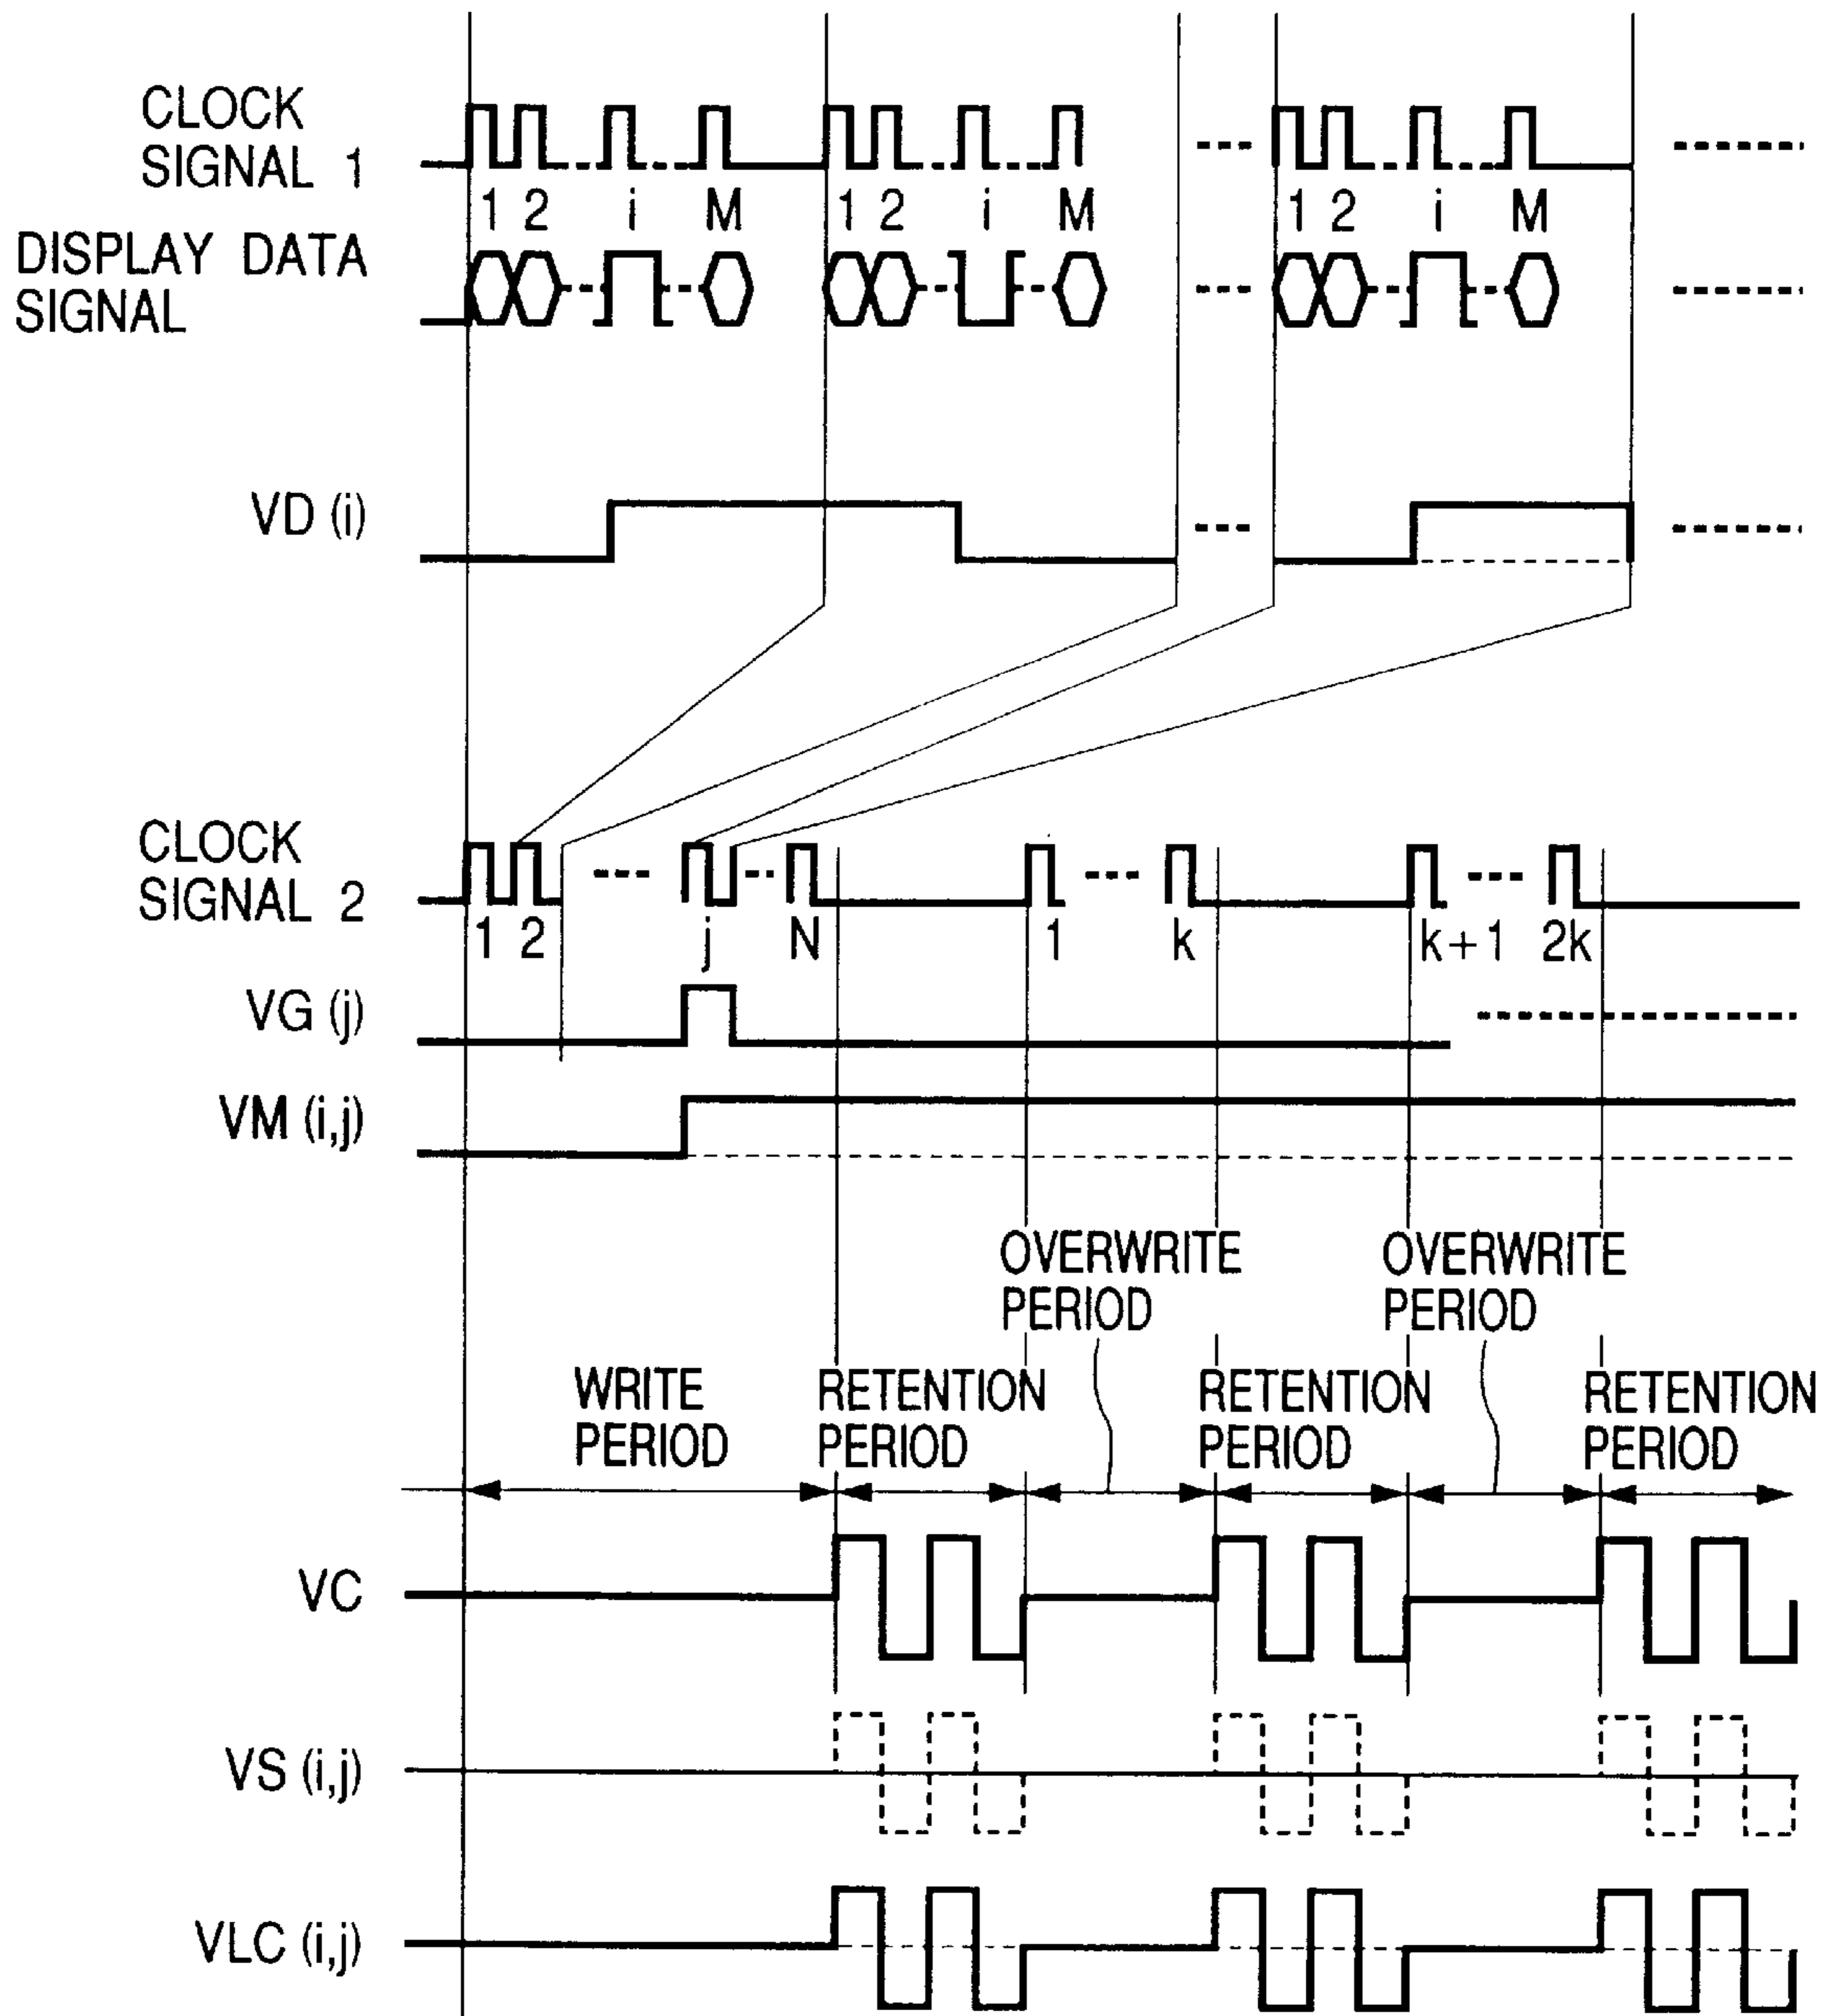 CLOCK
SIGNAL 1
1 2 i M 1 2 i M 1 2 i M
DISPLAY DATA
SIGNAL
VD (i)
CLOCK
SIGNAL 2
1 2 j N 1 k k+1 2k
VG (j)
VM (i,j)
OVERWRITE
PERIOD
OVERWRITE
PERIOD
WRITE
PERIOD
RETENTION
PERIOD
RETENTION
PERIOD
RETENTION
PERIOD
VC
VS (i,j)
VLC (i,j)